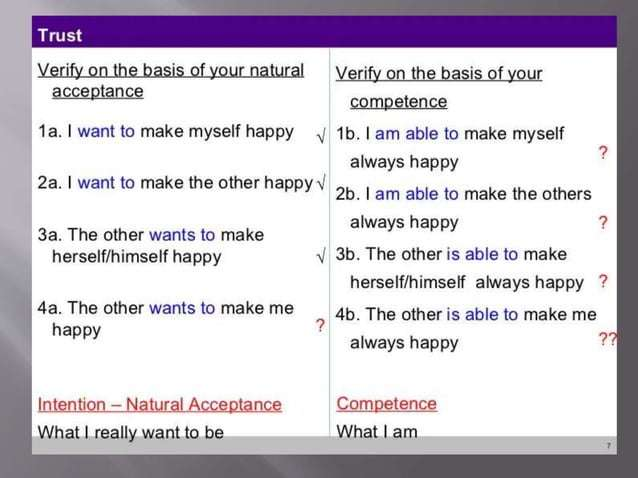 Trust
Verify on the basis of your natural
acceptance
1a. I want to make myself happy √
2a. I want to make the other happy √
3a. The other wants to make
herself/himself happy √
4a. The other wants to make me
happy ?
Intention – Natural Acceptance
What I really want to be
Verify on the basis of your
competence
1b. I am able to make myself
always happy ?
2b. I am able to make the others
always happy ?
3b. The other is able to make
herself/himself always happy ?
4b. The other is able to make me
always happy ??
Competence
What I am
7